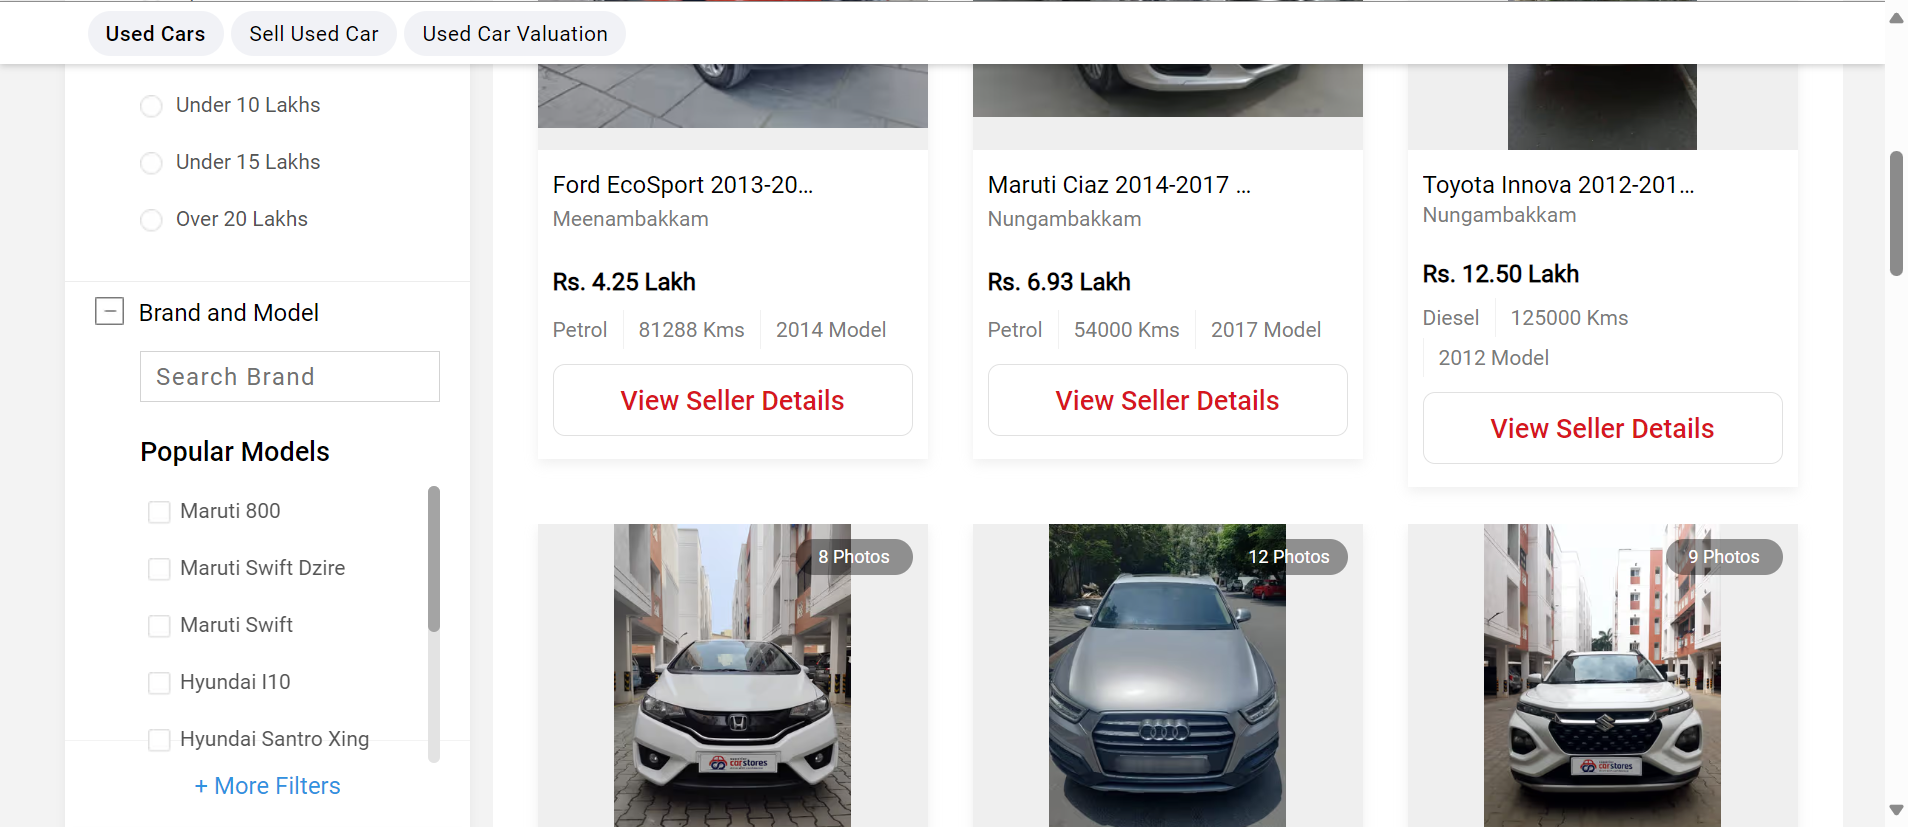 Used Cars
Sell Used Car
Used Car Valuation
Under 10 Lakhs
Under 15 Lakhs
Over 20 Lakhs
Brand and Model
Search Brand
Popular Models
Maruti 800
Maruti Swift Dzire
Maruti Swift
Hyundai I10
Hyundai Santro Xing
+ More Filters
Ford EcoSport 2013-20...
Meenambakkam
Rs. 4.25 Lakh
Petrol 81288 Kms 2014 Model
View Seller Details
Maruti Ciaz 2014-2017 ...
Nungambakkam
Rs. 6.93 Lakh
Petrol 54000 Kms 2017 Model
View Seller Details
Toyota Innova 2012-201...
Nungambakkam
Rs. 12.50 Lakh
Diesel 125000 Kms
2012 Model
View Seller Details
8 Photos
carstores
12 Photos
9 Photos
carstores